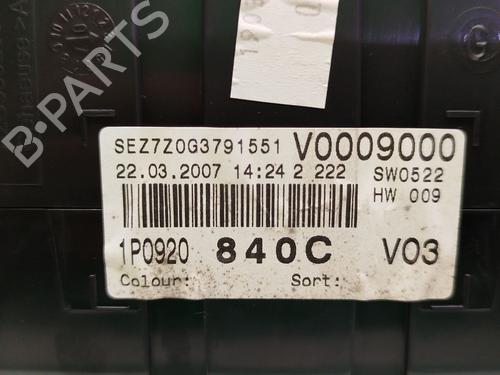 SEZ7Z0G3791551 V0009000
22.03.2007 14:24 2 222 SW0522
HW 009
1P0920 840C V03
Colour: Sort:
B-PARTS